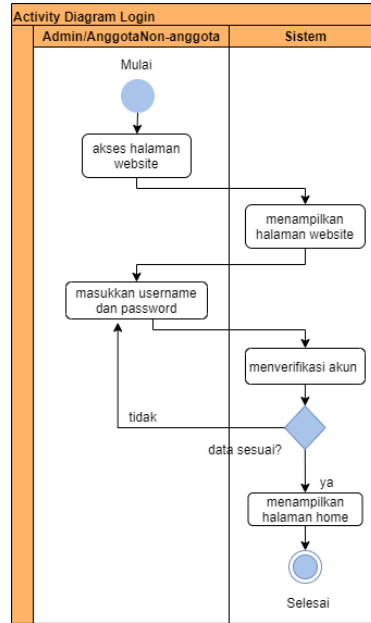 Activity Diagram Login
Admin/AnggotaNon-anggota
Sistem
Mulai
akses halaman
website
menampilkan
halaman website
masukkan username
dan password
menverifikasi akun
tidak
data sesuai?
ya
menampilkan
halaman home
Selesai